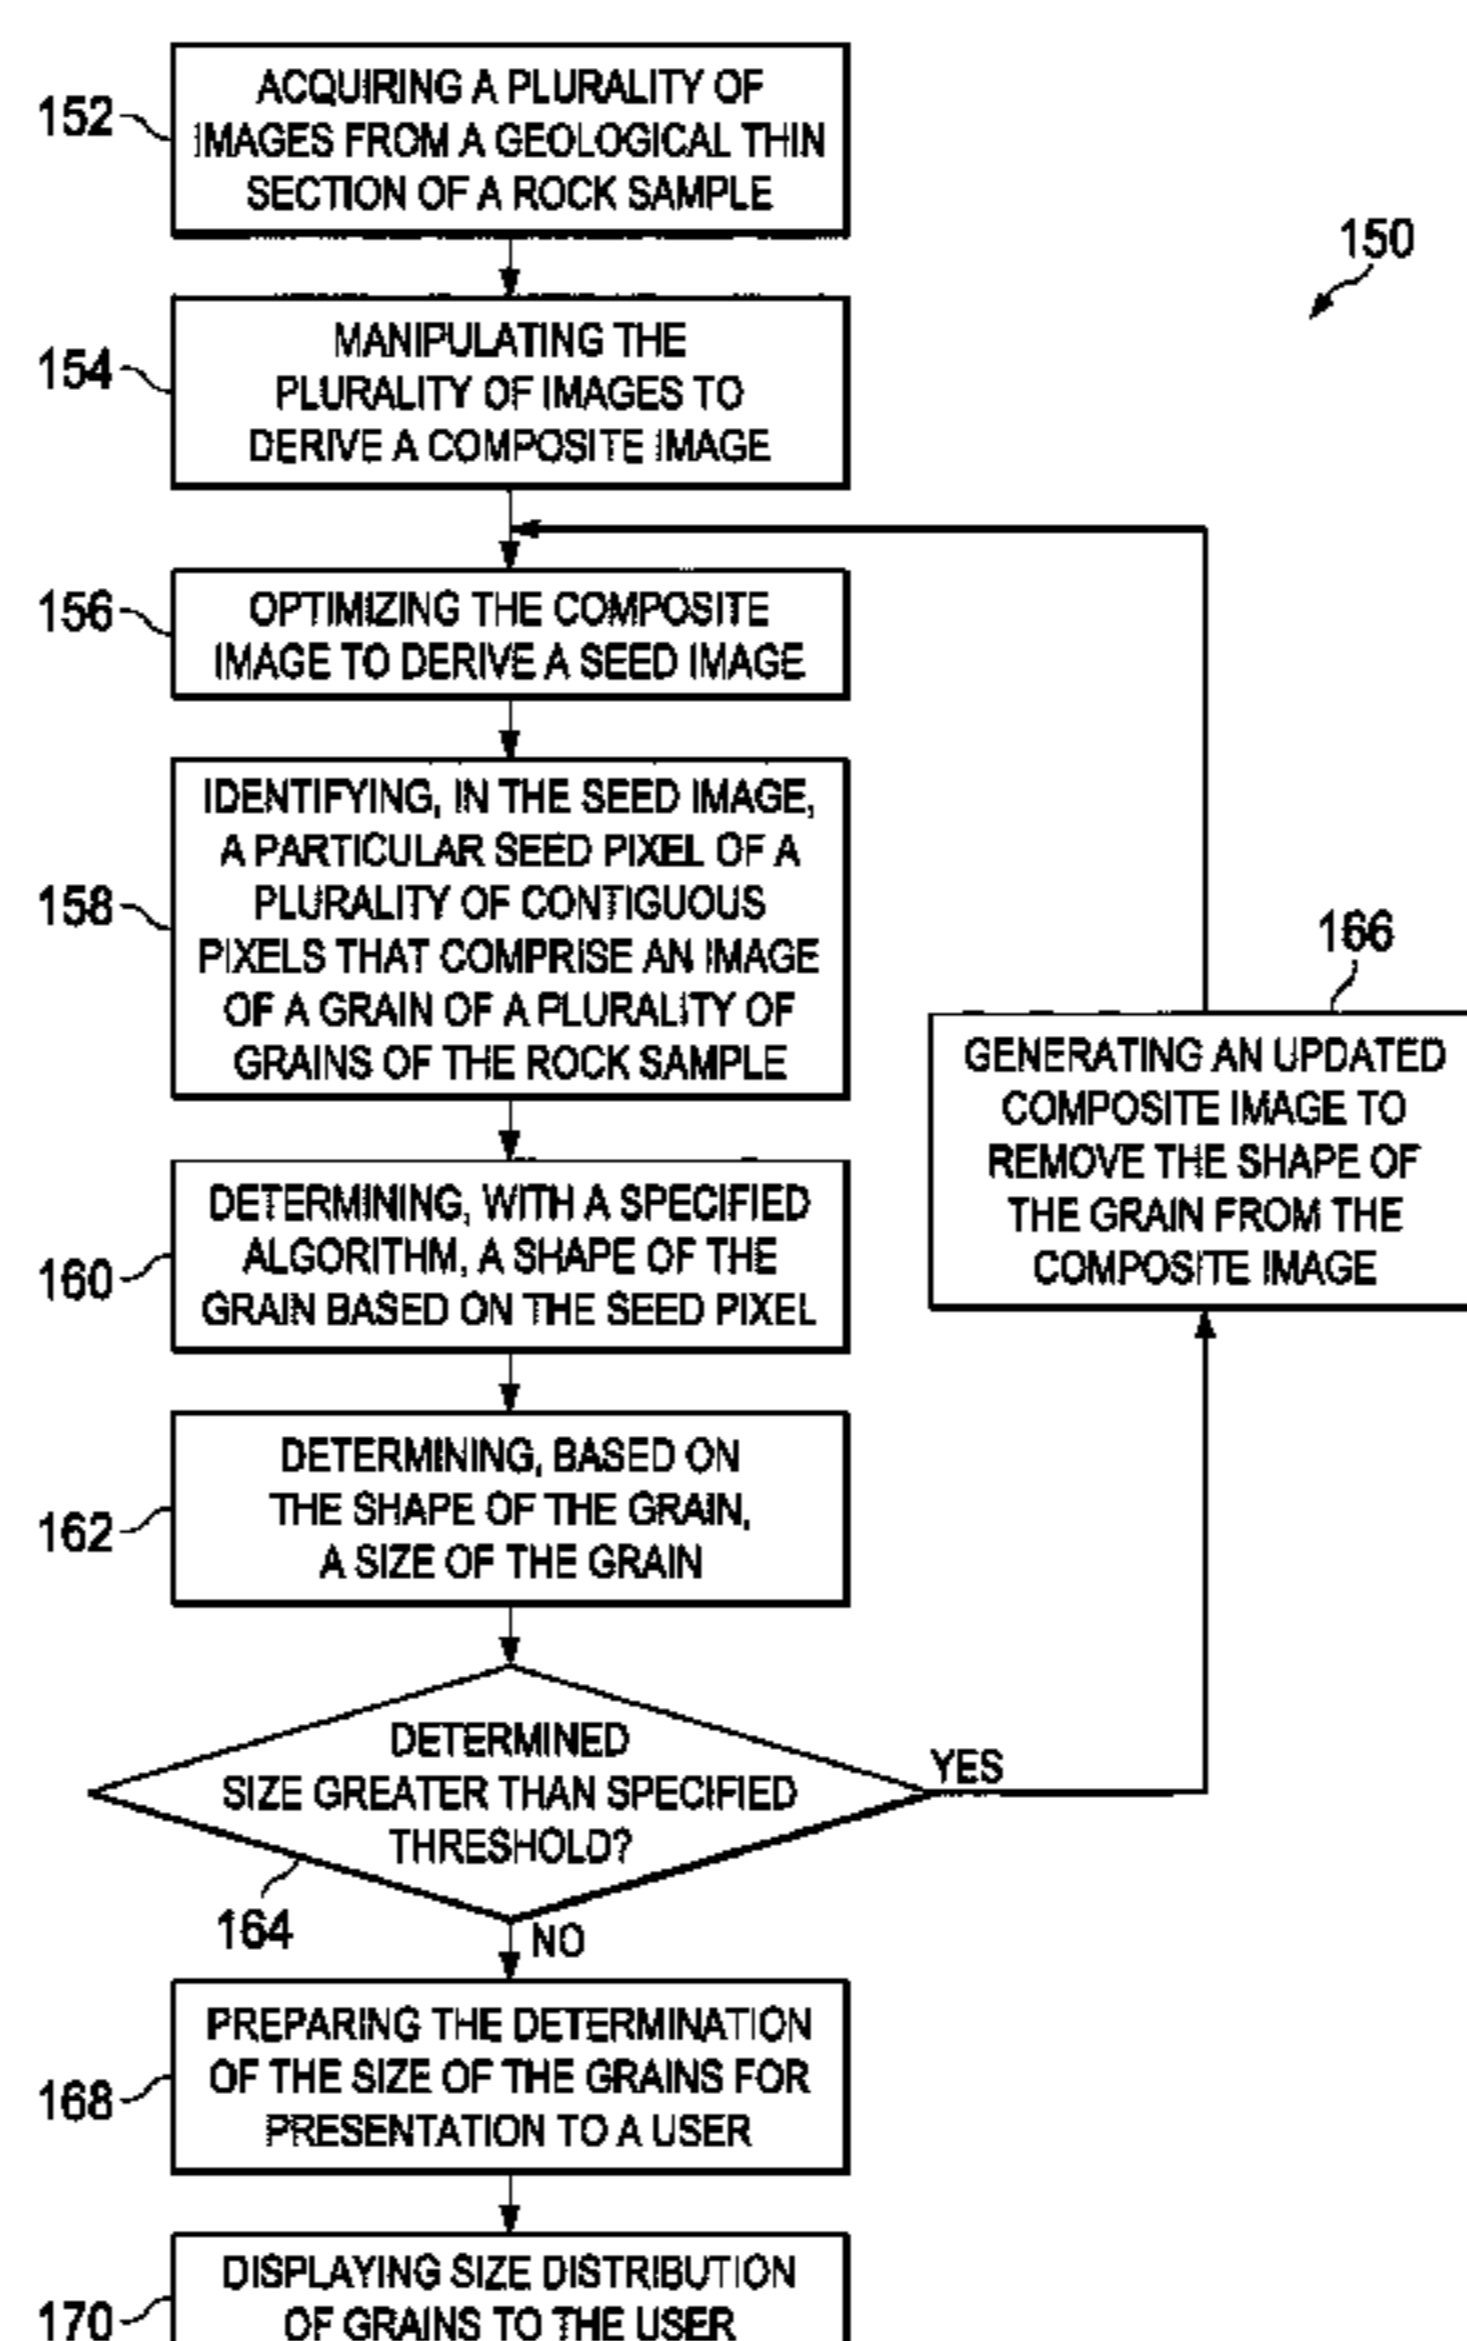 152
ACQUIRING A PLURALITY OF
IMAGES FROM A GEOLOGICAL THIN
SECTION OF A ROCK SAMPLE
150
154
MANIPULATING THE
PLURALITY OF IMAGES TO
DERIVE A COMPOSITE IMAGE
156
OPTIMIZING THE COMPOSITE
IMAGE TO DERIVE A SEED IMAGE
158
IDENTIFYING, IN THE SEED IMAGE,
A PARTICULAR SEED PIXEL OF A
PLURALITY OF CONTIGUOUS
PIXELS THAT COMPRISE AN IMAGE
OF A GRAIN OF A PLURALITY OF
GRAINS OF THE ROCK SAMPLE
166
GENERATING AN UPDATED
COMPOSITE IMAGE TO
REMOVE THE SHAPE OF
THE GRAIN FROM THE
COMPOSITE IMAGE
160
DETERMINING, WITH A SPECIFIED
ALGORITHM, A SHAPE OF THE
GRAIN BASED ON THE SEED PIXEL
162
DETERMINING, BASED ON
THE SHAPE OF THE GRAIN,
A SIZE OF THE GRAIN
DETERMINED
SIZE GREATER THAN SPECIFIED
THRESHOLD?
YES
164
NO
168
PREPARING THE DETERMINATION
OF THE SIZE OF THE GRAINS FOR
PRESENTATION TO A USER
170
DISPLAYING SIZE DISTRIBUTION
OF GRAINS TO THE USER